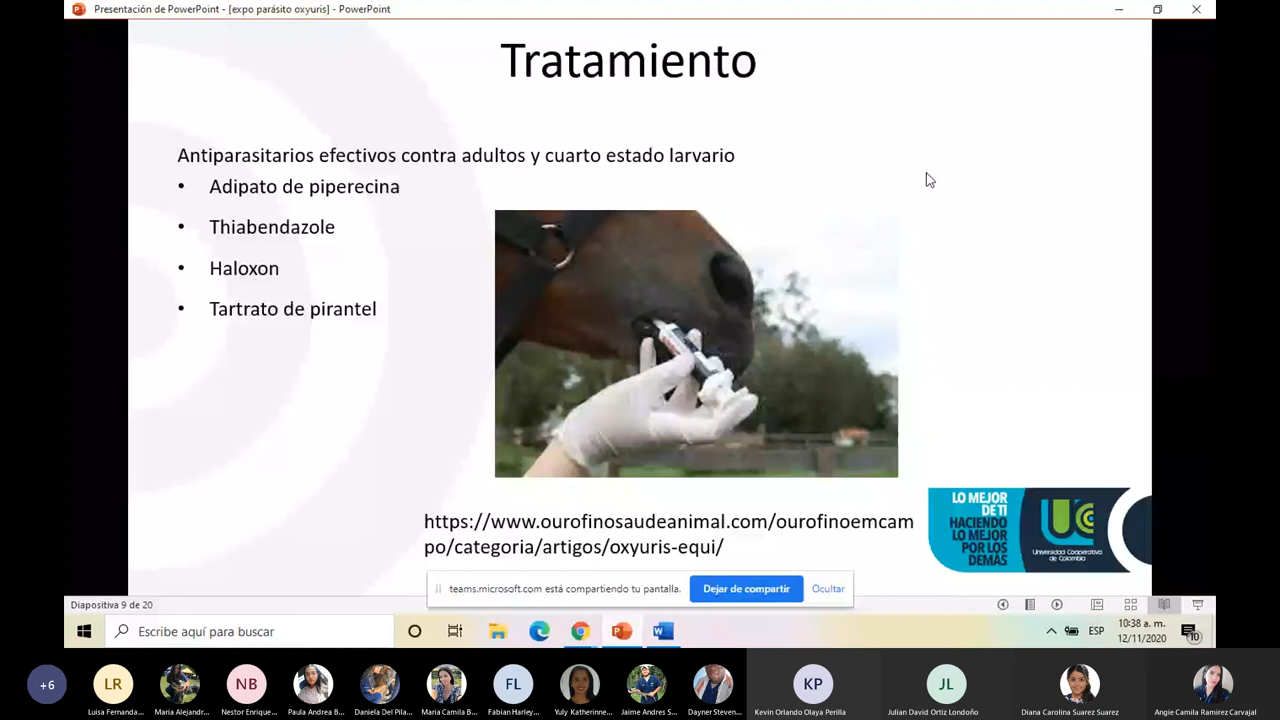 Presentación de PowerPoint - [expo parásito oxyuris] - PowerPoint
Tratamiento
Antiparasitarios efectivos contra adultos y cuarto estado larvario
• Adipato de piperecina
• Thiabendazole
• Haloxon
• Tartrato de pirantel
https://www.ourofinosaudeanimal.com/ourofinoemcam
po/categoria/artigos/oxyuris-equi/
LO MEJOR
DE TI
HACIENDO
LO MEJOR
POR LOS
DEMÁS
UCC
Universidad Cooperativa
de Colombia
teams.microsoft.com está compartiendo tu pantalla.
Dejar de compartir
Ocultar
Diapositiva 9 de 20
Escribe aquí para buscar
ESP
10:38 a. m.
12/11/2020
10
+6
LR
NB
FL
KP
JL
Luisa Fernanda...
Maria Alejandr...
Nestor Enrique...
Paula Andrea B...
Daniela Del Pila...
Maria Camila B...
Fabian Harley...
Yuly Katherinne...
Jaime Andres S...
Dayner Steven...
Kevin Orlando Olaya Perilla
Julian David Ortiz Londoño
Diana Carolina Suarez Suarez
Angie Camila Ramirez Carvajal